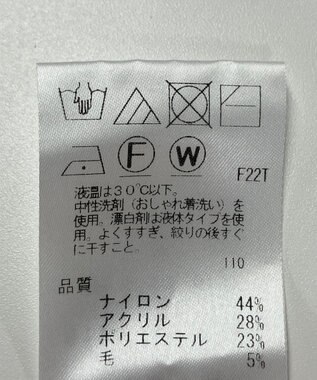 F W F22T
液温は30℃以下。
中性洗剤(おしゃれ着洗い)を
使用。漂白剤は液体タイプを使
用。よくすすぎ、絞りの後すぐ
に干すこと。
110
品質
ナイロン 44%
アクリル 28%
ポリエステル 23%
毛 5%